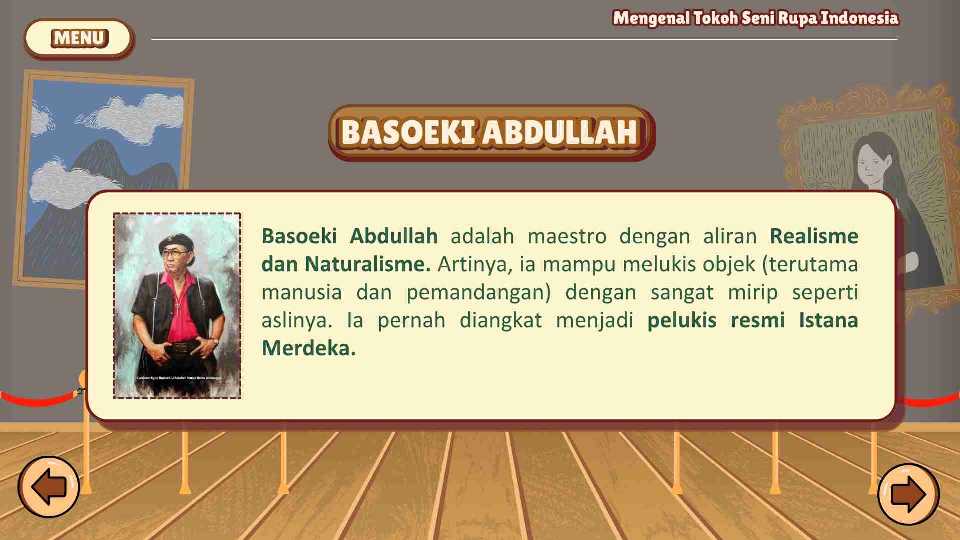 Mengenal Tokoh Seni Rupa Indonesia
MENU
BASOEKI ABDULLAH
Basoeki Abdullah adalah maestro dengan aliran Realisme
dan Naturalisme. Artinya, ia mampu melukis objek (terutama
manusia dan pemandangan) dengan sangat mirip seperti
aslinya. Ia pernah diangkat menjadi pelukis resmi Istana
Merdeka.